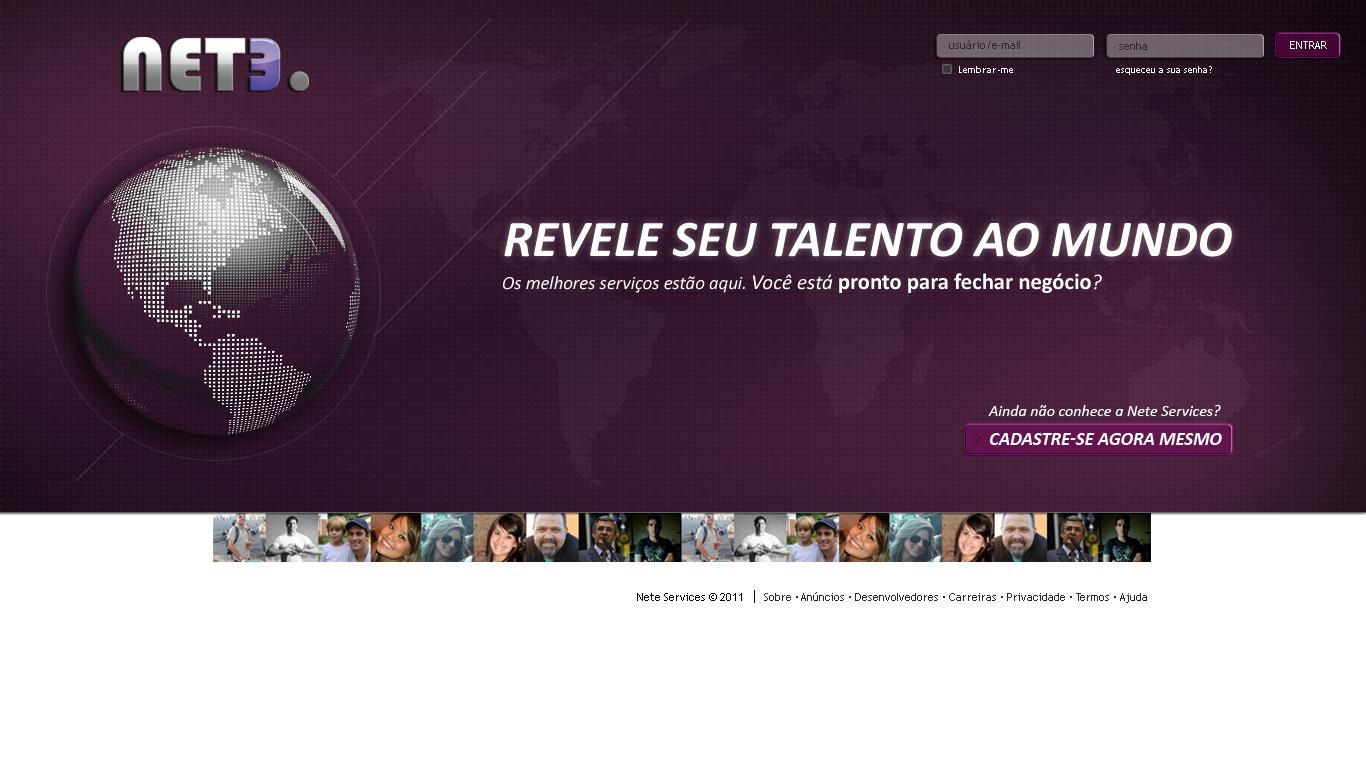 NETE.
usuário/e-mail
senha
ENTRAR
Lembrar-me
esqueceu a sua senha?
REVELE SEU TALENTO AO MUNDO
Os melhores serviços estão aqui. Você está pronto para fechar negócio?
Ainda não conhece a Nete Services?
> CADASTRE-SE AGORA MESMO
Nete Services © 2011 | Sobre • Anúncios • Desenvolvedores • Carreiras • Privacidade • Termos • Ajuda